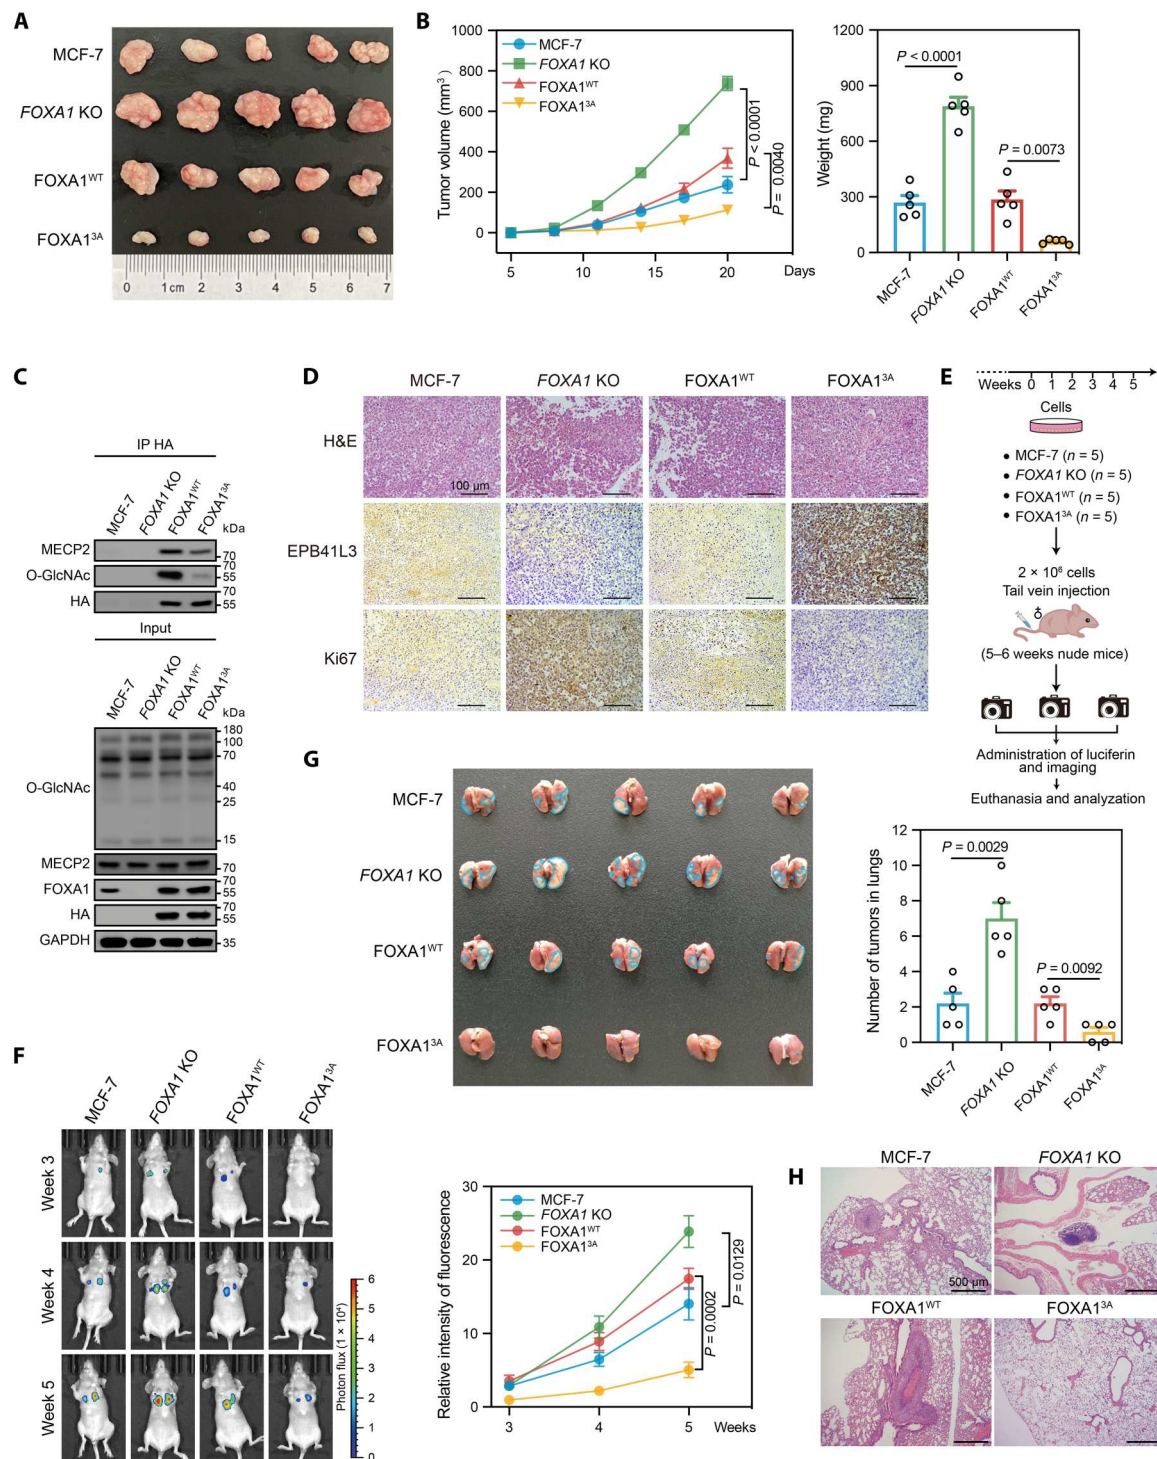 A
MCF-7
FOXA1 KO
FOXA1WT
FOXA13A
0 1 cm 2 3 4 5 6 7
B
Tumor volume (mm3)
1000
800
600
400
200
0
5 10 15 20 Days
MCF-7
FOXA1 KO
FOXA1WT
FOXA13A
P < 0.0001
P = 0.0040
Weight (mg)
1200
900
600
300
0
P < 0.0001
P = 0.0073
MCF-7 FOXA1 KO FOXA1WT FOXA13A
C
IP HA
MCF-7 FOXA1 KO FOXA1WT FOXA13A
kDa
MECP2
70
O-GlcNAc
70
55
HA
70
55
Input
MCF-7 FOXA1 KO FOXA1WT FOXA13A
kDa
O-GlcNAc
180
100
70
40
25
15
MECP2
70
FOXA1
70
55
HA
70
55
GAPDH
35
D
MCF-7 FOXA1 KO FOXA1WT FOXA13A
H&E
100 μm
EPB41L3
Ki67
E
Weeks 0 1 2 3 4 5
Cells
• MCF-7 (n = 5)
• FOXA1 KO (n = 5)
• FOXA1WT (n = 5)
• FOXA13A (n = 5)
2 × 106 cells
Tail vein injection
♀
(5–6 weeks nude mice)
Administration of luciferin
and imaging
Euthanasia and analyzation
F
MCF-7 FOXA1 KO FOXA1WT FOXA13A
Week 3
Week 4
Week 5
Photon flux (1 × 104)
6
5
4
3
2
1
0
Relative intensity of fluorescence
30
20
10
0
3 4 5 Weeks
MCF-7
FOXA1 KO
FOXA1WT
FOXA13A
P = 0.0002
P = 0.0129
G
MCF-7
FOXA1 KO
FOXA1WT
FOXA13A
Number of tumors in lungs
12
10
8
6
4
2
0
P = 0.0029
P = 0.0092
MCF-7 FOXA1 KO FOXA1WT FOXA13A
H
MCF-7 FOXA1 KO
500 μm
FOXA1WT FOXA13A